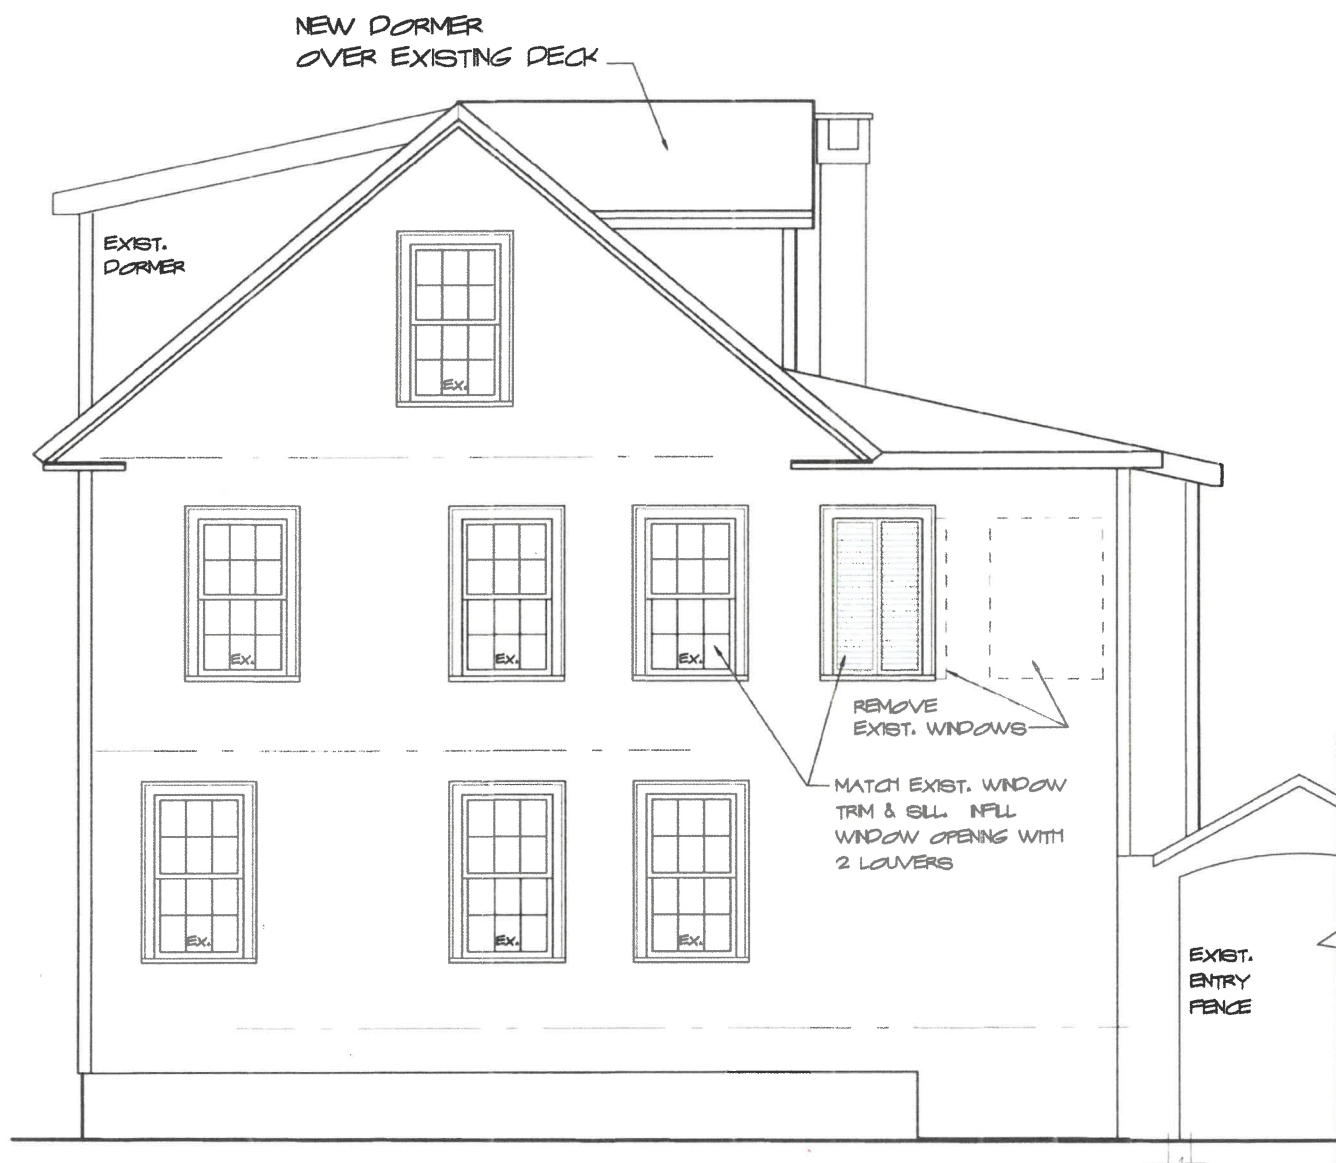 NEW DORMER
OVER EXISTING DECK
EXIST.
DORMER
EX.
EX.
EX.
EX.
REMOVE
EXIST. WINDOWS
MATCH EXIST. WINDOW
TRIM & SILL. INFILL
WINDOW OPENING WITH
2 LOUVERS
EX.
EX.
EX.
EXIST.
ENTRY
FENCE